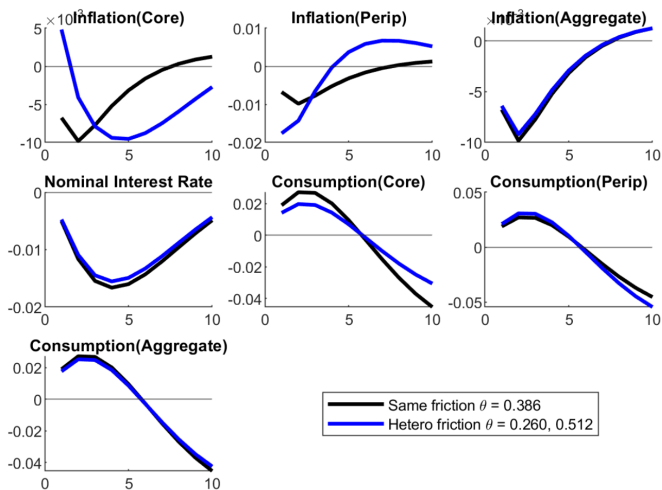 ×10⁻³ Inflation(Core)
5
0
-5
-10
0 5 10
Inflation(Perip)
0.01
0
-0.01
-0.02
0 5 10
×10⁻³ Inflation(Aggregate)
0
-5
-10
0 5 10
Nominal Interest Rate
0
-0.01
-0.02
0 5 10
Consumption(Core)
0.02
0
-0.02
-0.04
0 5 10
Consumption(Perip)
0.05
0
-0.05
0 5 10
Consumption(Aggregate)
0.02
0
-0.02
-0.04
0 5 10
Same friction θ = 0.386
Hetero friction θ = 0.260, 0.512